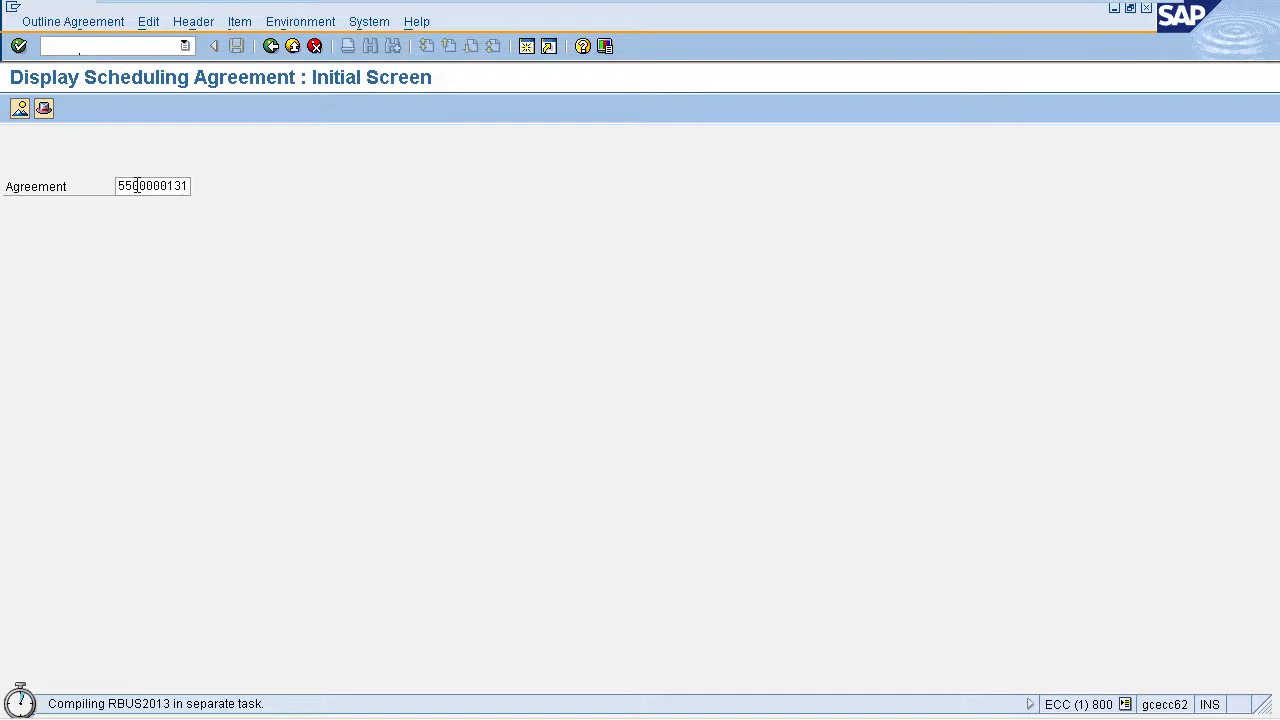 Outline Agreement Edit Header Item Environment System Help
SAP
Display Scheduling Agreement : Initial Screen
Agreement 5500000131
Compiling RBUS2013 in separate task. ECC (1) 800 gcecc62 INS